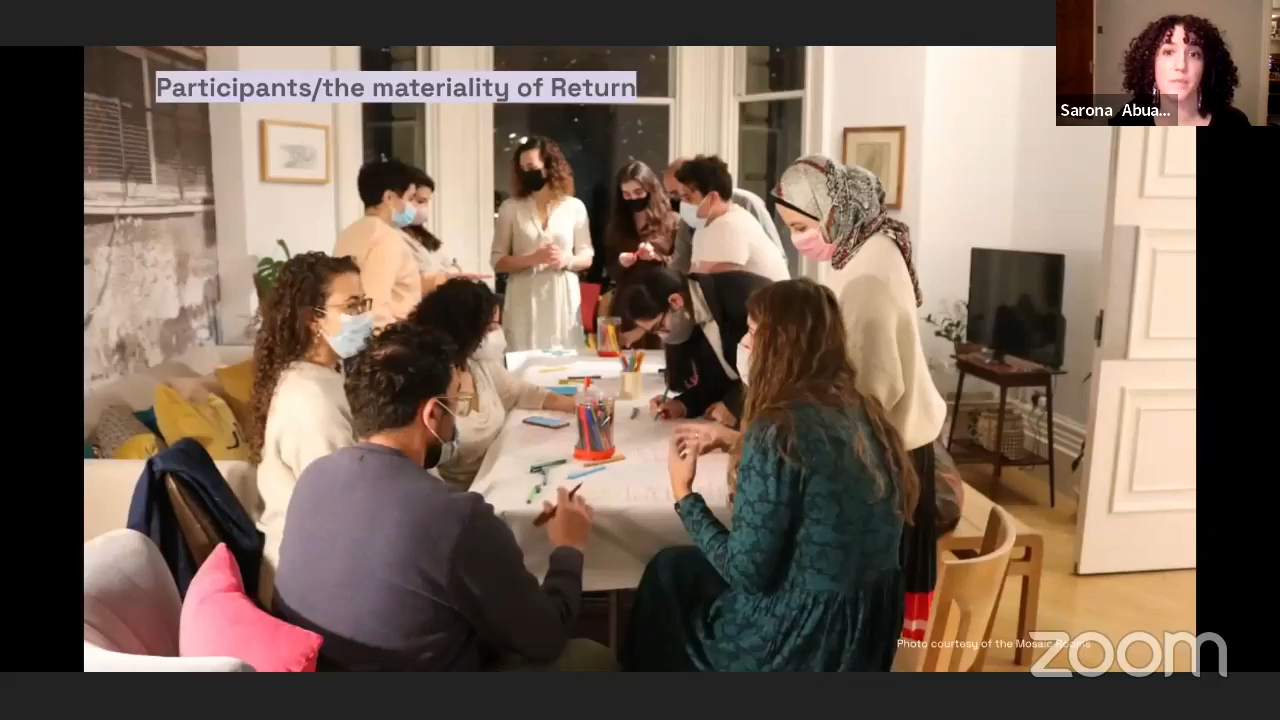 Participants/the materiality of Return
Sarona Abua...
Photo courtesy of the Mosaic Rooms
zoom